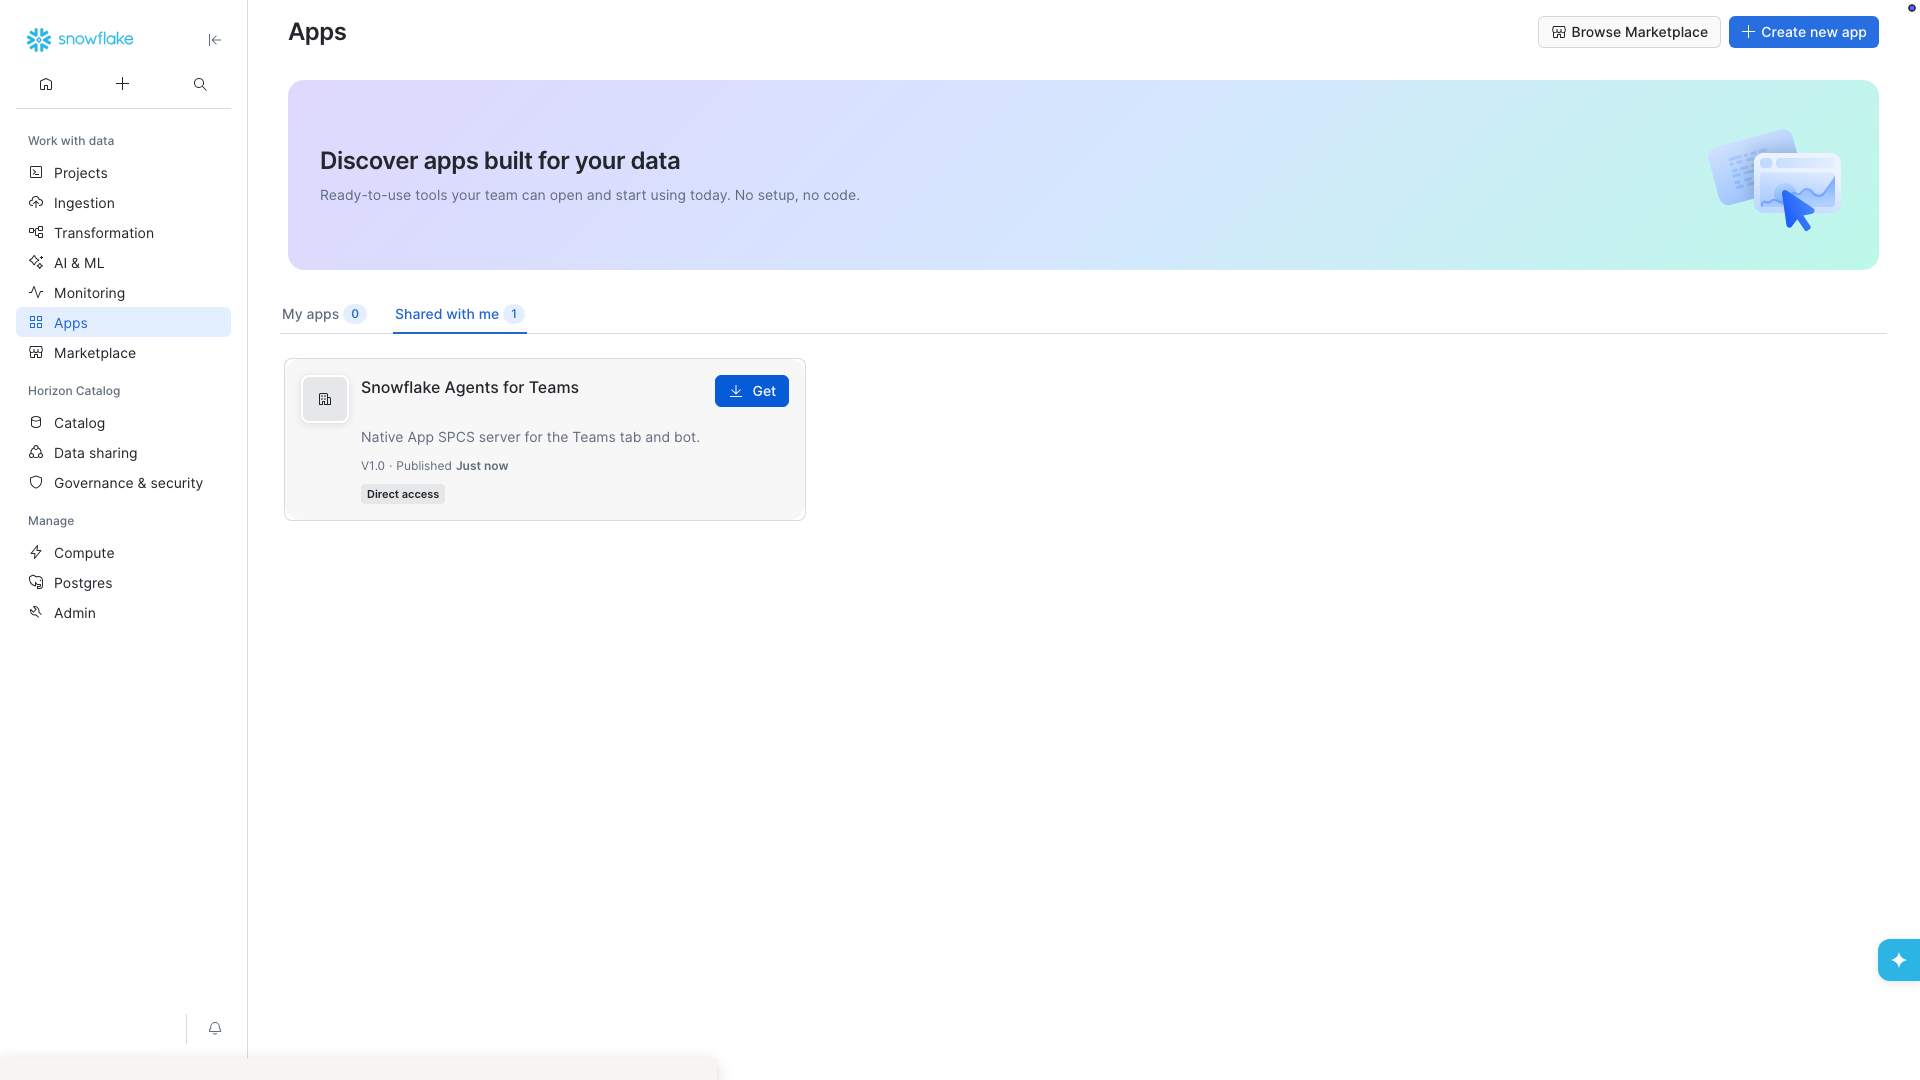 snowflake
Work with data
Projects
Ingestion
Transformation
AI & ML
Monitoring
Apps
Marketplace
Horizon Catalog
Catalog
Data sharing
Governance & security
Manage
Compute
Postgres
Admin
Apps
Browse Marketplace
Create new app
Discover apps built for your data
Ready-to-use tools your team can open and start using today. No setup, no code.
My apps 0
Shared with me 1
Snowflake Agents for Teams
Get
Native App SPCS server for the Teams tab and bot.
V1.0 · Published Just now
Direct access